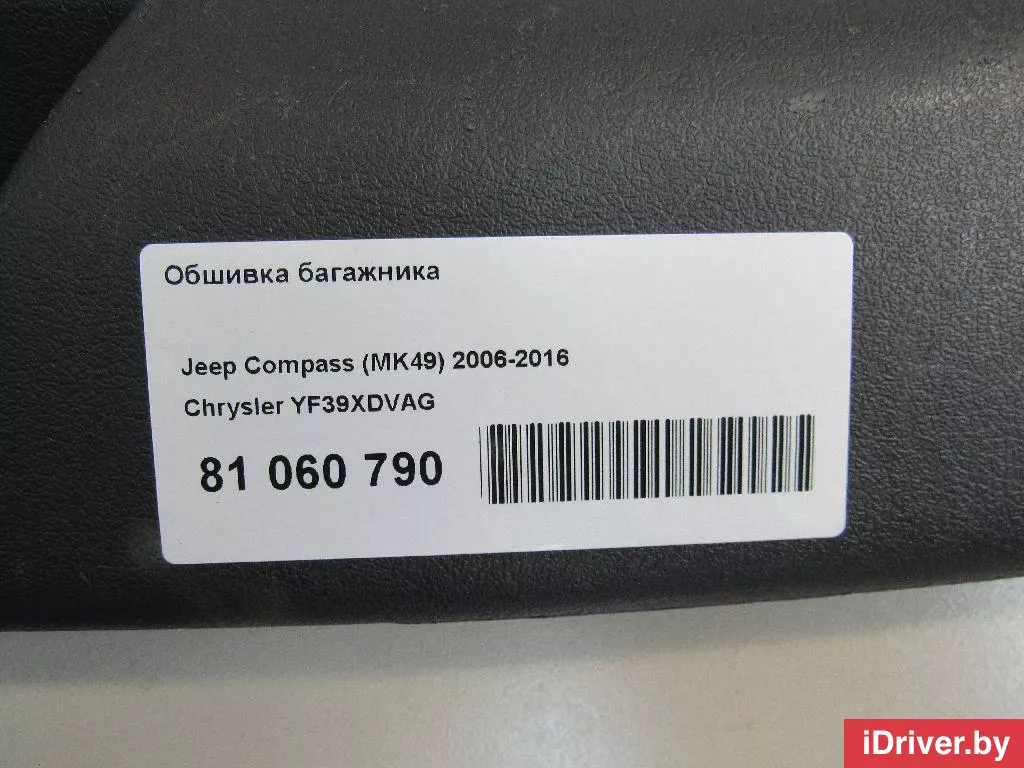 Обшивка багажника
Jeep Compass (MK49) 2006-2016
Chrysler YF39XDVAG
81 060 790
iDriver.by